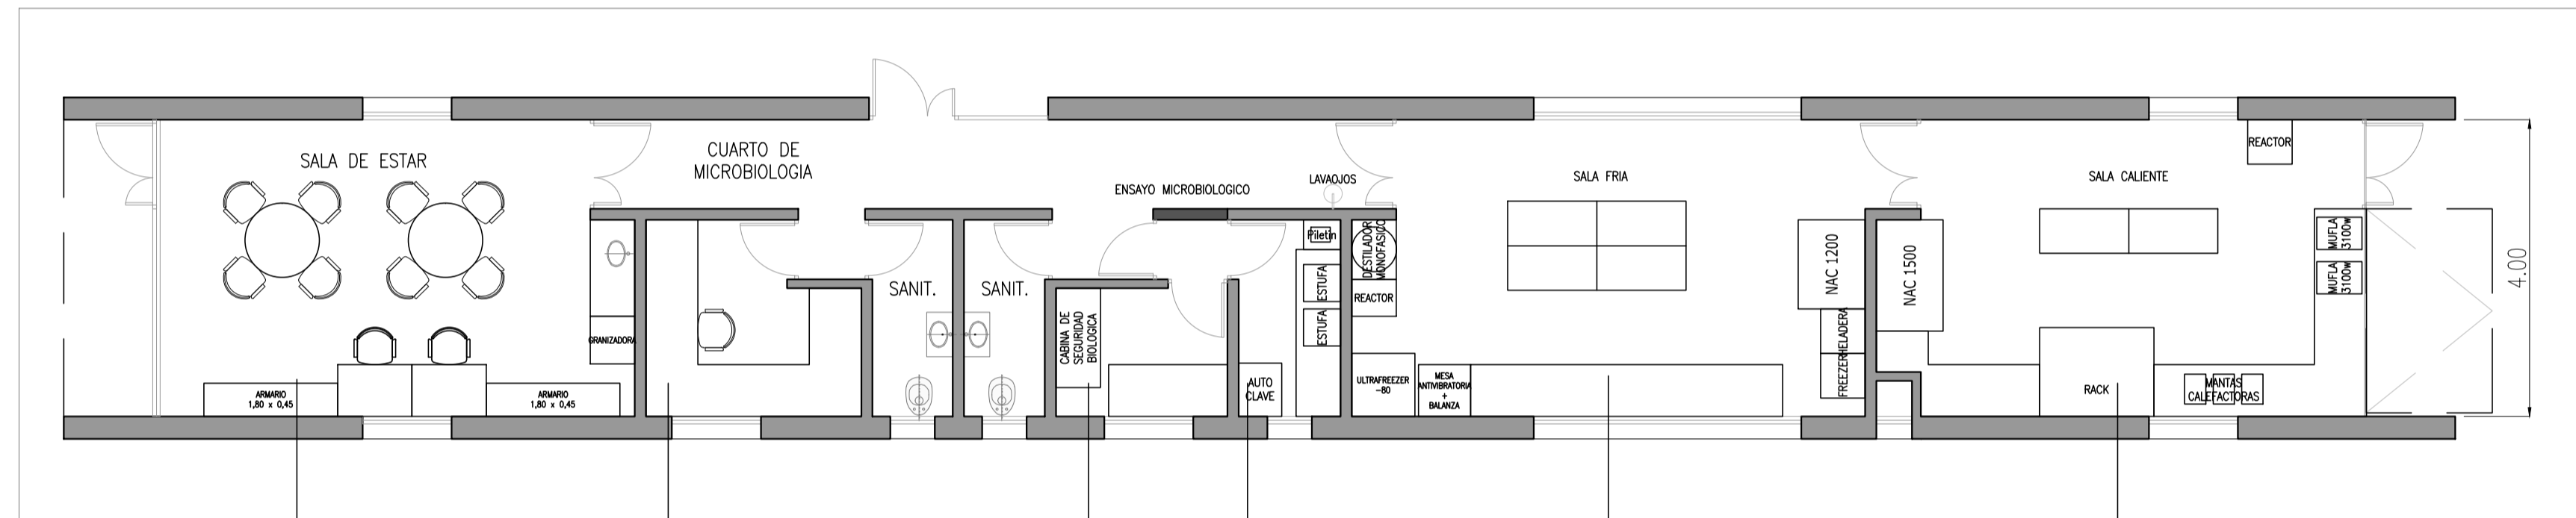 SALA DE ESTAR
ARMARIO
1,80 x 0,45
ARMARIO
1,80 x 0,45
GRANIZADORA
CUARTO DE
MICROBIOLOGIA
SANIT.
SANIT.
ENSAYO MICROBIOLOGICO
CABINA DE
SEGURIDAD
BIOLOGICA
AUTO
CLAVE
LAVAOJOS
Piletin
ESTUFA
ESTUFA
DESTILADOR
MONOFASICO
REACTOR
ULTRAFREEZER
-80
MESA
ANTIVIBRATORIA
+
BALANZA
SALA FRIA
NAC 1200
HELADERA
FREEZER
NAC 1500
SALA CALIENTE
REACTOR
MUFLA
3100w
MUFLA
3100w
RACK
MANTAS
CALEFACTORAS
4.00